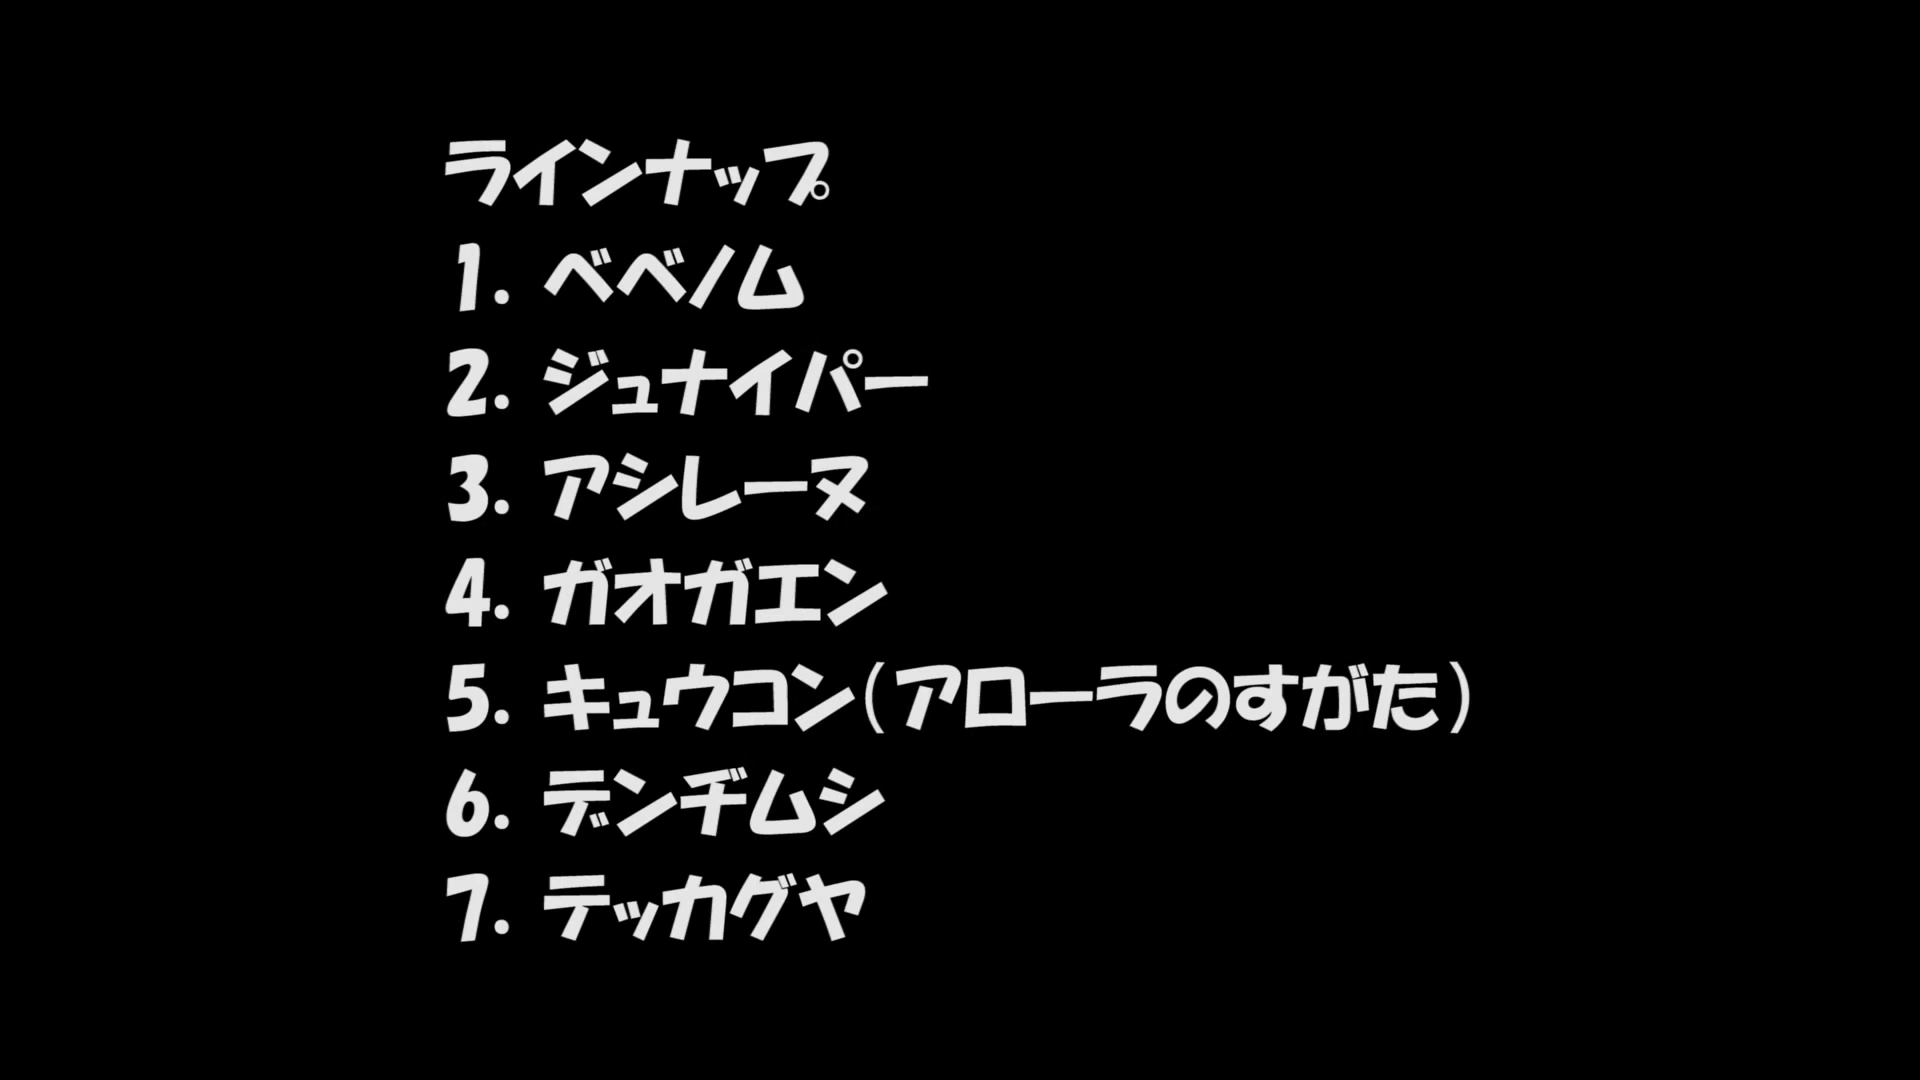 ラインナップ
1. ベベノム
2. ジュナイパー
3. アシレーヌ
4. ガオガエン
5. キュウコン(アローラのすがた)
6. デンヂムシ
7. テッカグヤ